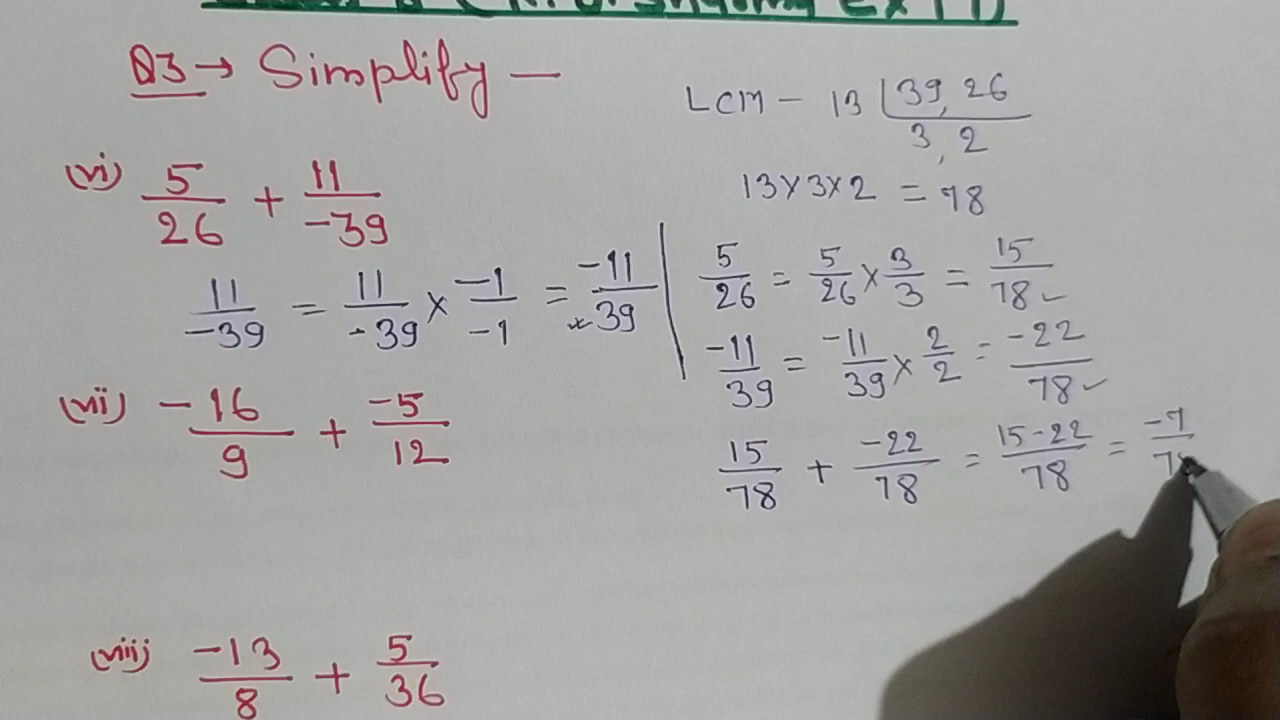 Q3 → Simplify —
(vi) 5/26 + 11/-39
11/-39 = 11/-39 × -1/-1 = -11/39
(vii) -16/9 + -5/12
(viii) -13/8 + 5/36
LCM - 13 | 39, 26
3, 2
13×3×2 = 78
5/26 = 5/26 × 3/3 = 15/78 ✓
-11/39 = -11/39 × 2/2 = -22/78 ✓
15/78 + -22/78 = 15-22/78 = -7/78